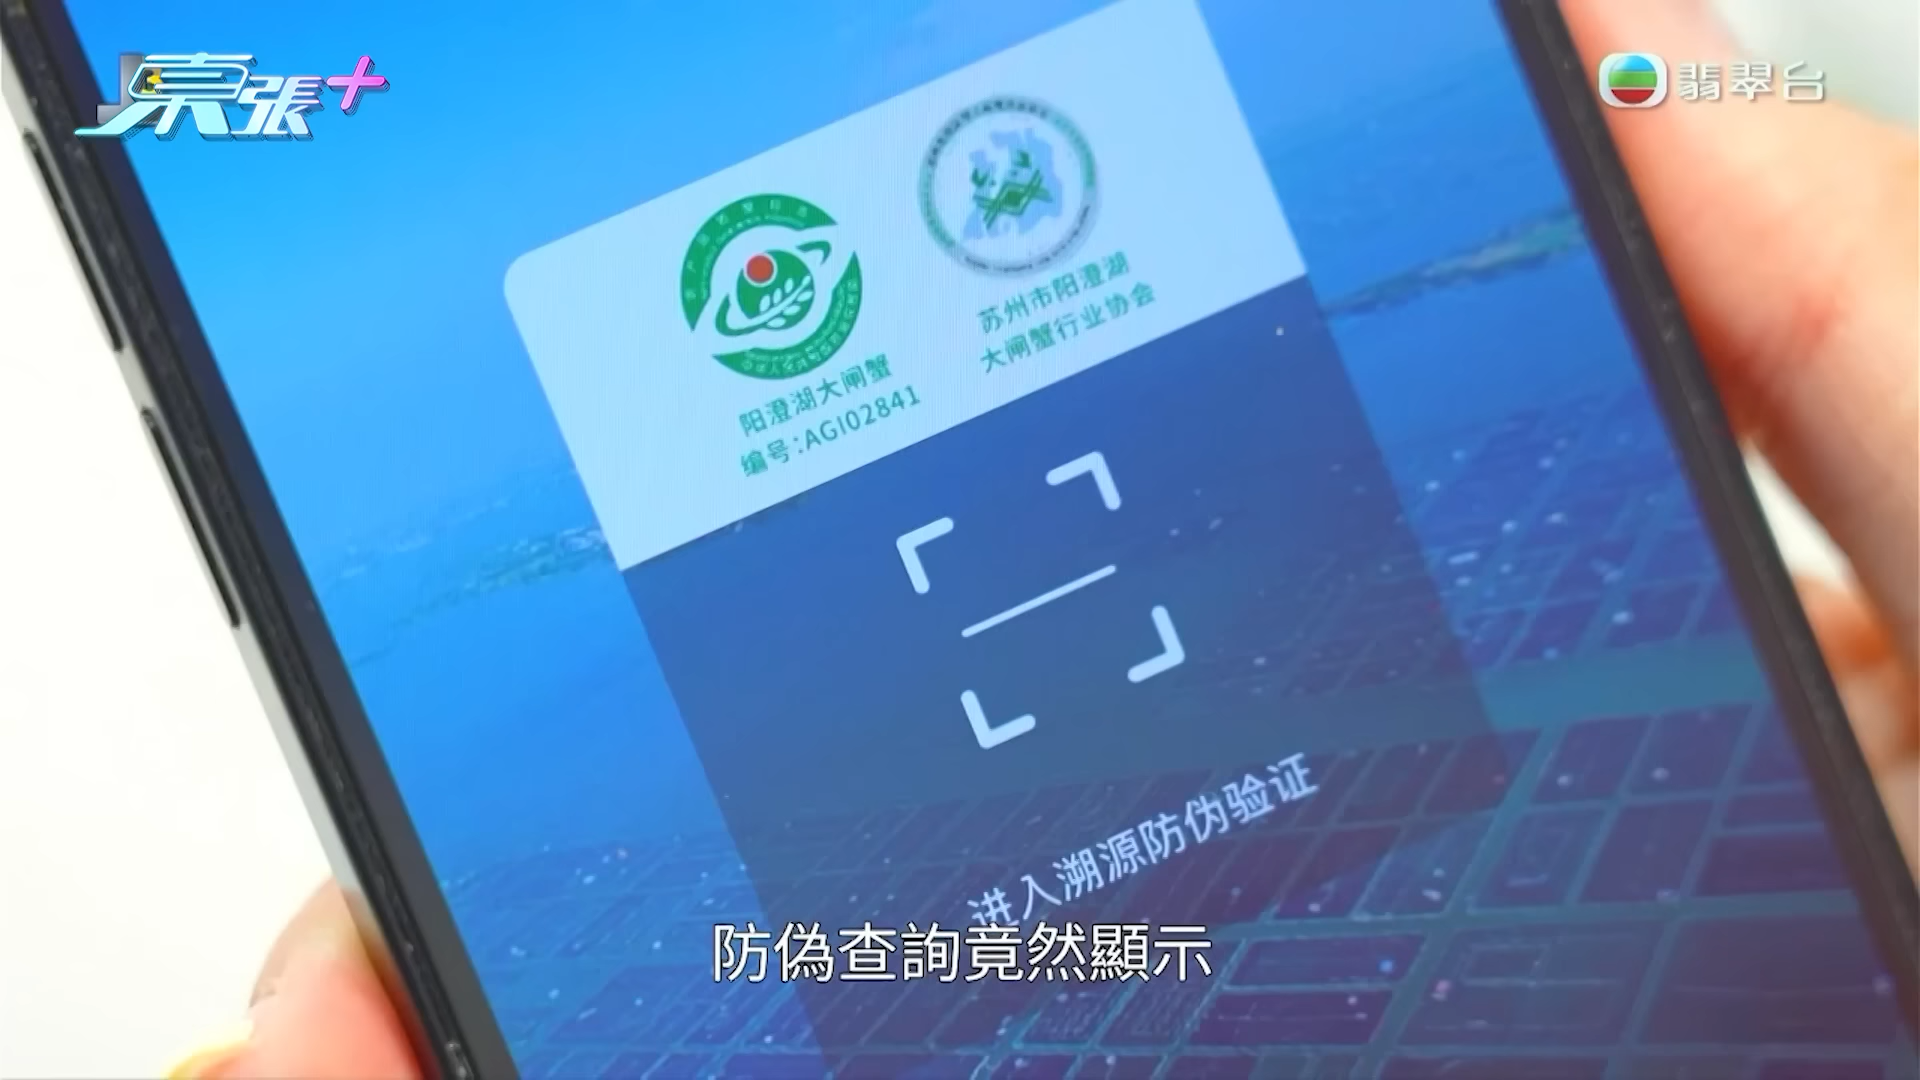 東張+
翡翠台
阳澄湖大闸蟹
编号:AGI02841
苏州市阳澄湖
大闸蟹行业协会
进入溯源防伪验证
防偽查詢竟然顯示